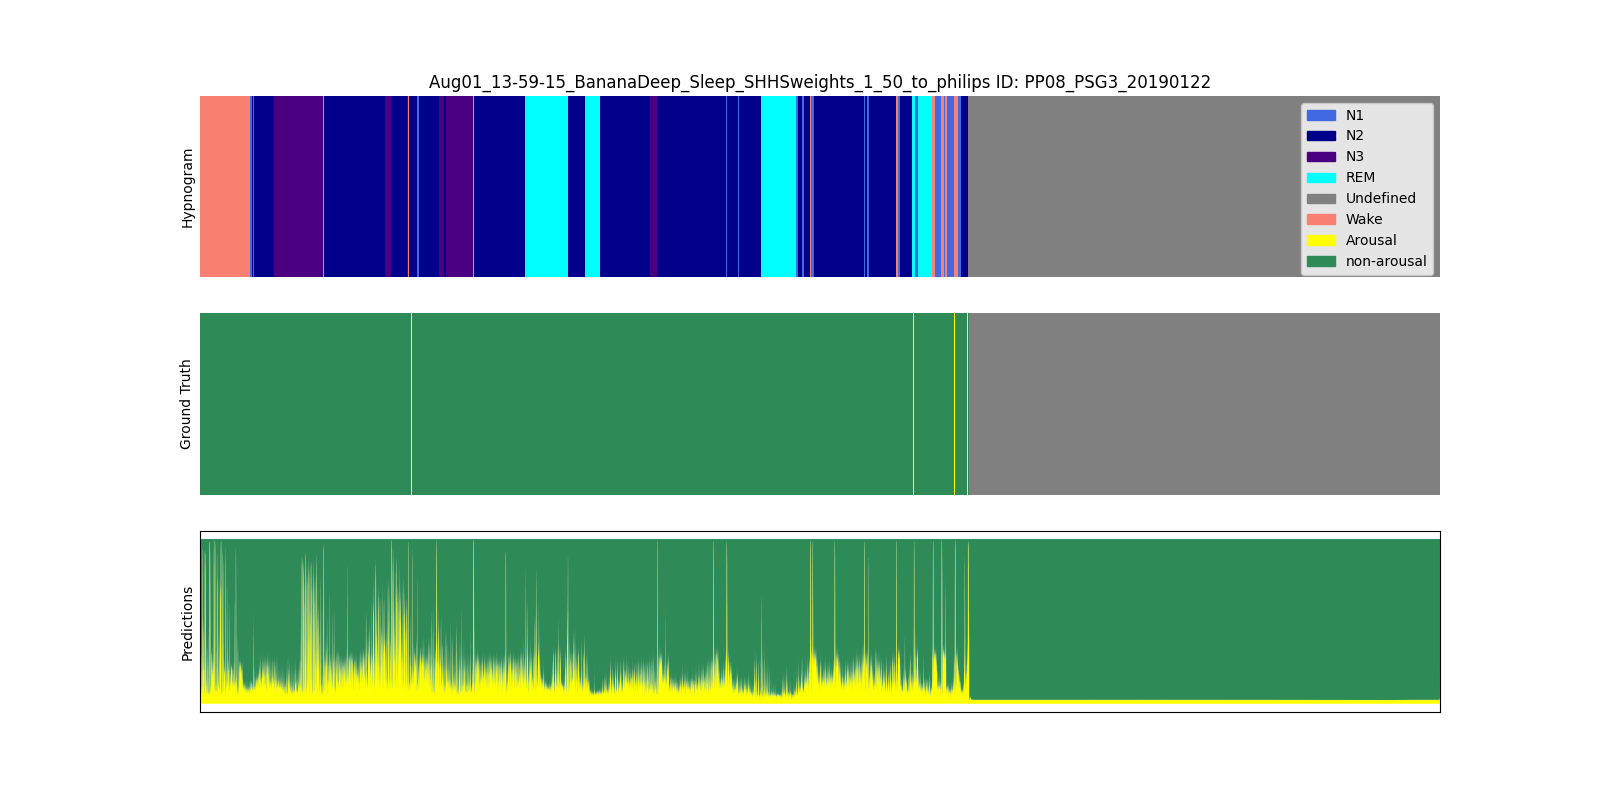 Aug01_13-59-15_BananaDeep_Sleep_SHHSweights_1_50_to_philips ID: PP08_PSG3_20190122
Hypnogram
N1
N2
N3
REM
Undefined
Wake
Arousal
non-arousal
Ground Truth
Predictions